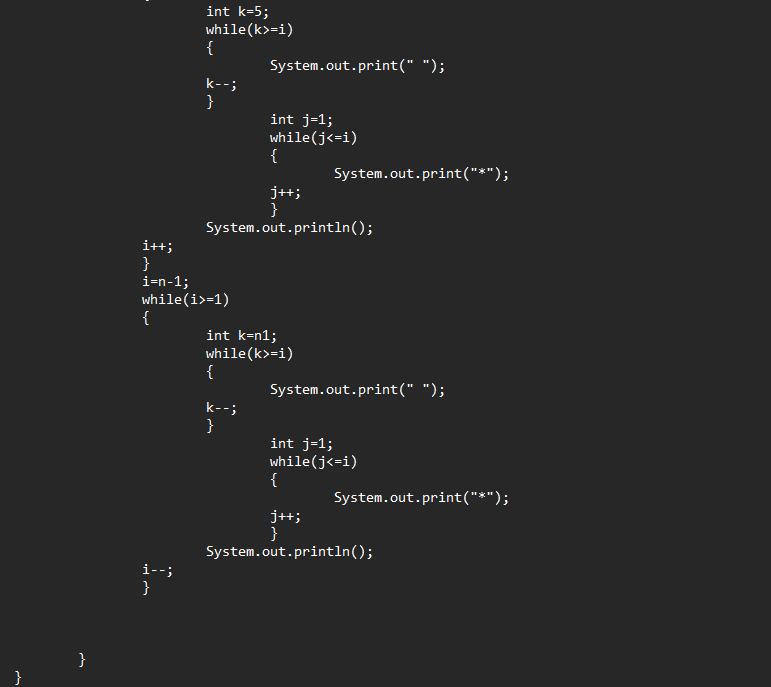 int k=5;
while(k>=i)
{
System.out.print(" ");
k--;
}
int j=1;
while(j<=i)
{
System.out.print("*");
j++;
}
System.out.println();
i++;
}
i=n-1;
while(i>=1)
{
int k=n1;
while(k>=i)
{
System.out.print(" ");
k--;
}
int j=1;
while(j<=i)
{
System.out.print("*");
j++;
}
System.out.println();
i--;
}
}
}